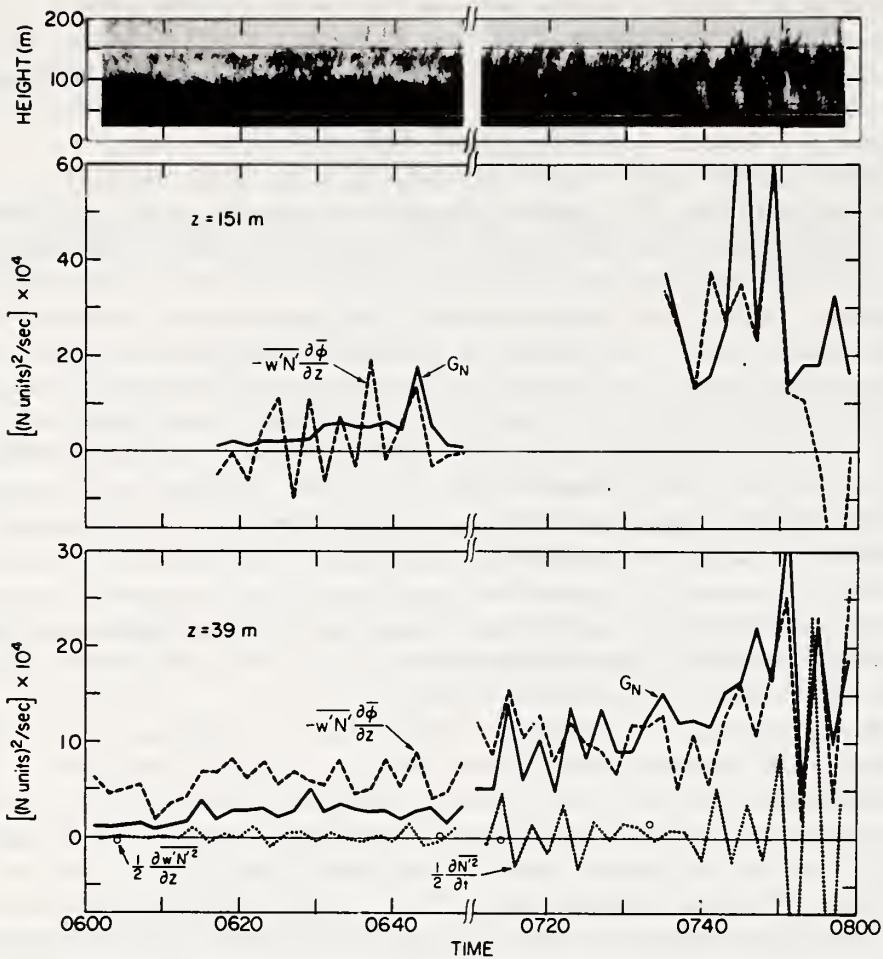 HEIGHT (m)
200
100
0
[(N units)²/sec] × 10⁴
60
40
20
0
z = 151 m
-w̅'̅N̅'̅ ∂ϕ̅/∂z
G_N
[(N units)²/sec] × 10⁴
30
20
10
0
z = 39 m
-w̅'̅N̅'̅ ∂ϕ̅/∂z
G_N
1/2 ∂w̅'̅N̅'̅²̅/∂z
1/2 ∂N̅'̅²̅/∂t
0600 0620 0640 0720 0740 0800
TIME